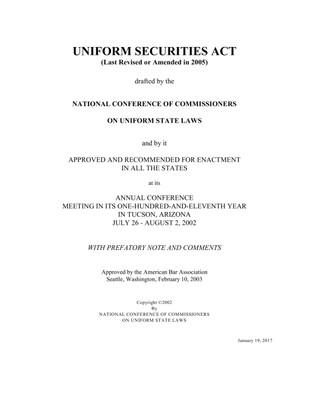 UNIFORM SECURITIES ACT
(Last Revised or Amended in 2005)
drafted by the
NATIONAL CONFERENCE OF COMMISSIONERS
ON UNIFORM STATE LAWS
and by it
APPROVED AND RECOMMENDED FOR ENACTMENT
IN ALL THE STATES
at its
ANNUAL CONFERENCE
MEETING IN ITS ONE-HUNDRED-AND-ELEVENTH YEAR
IN TUCSON, ARIZONA
JULY 26 - AUGUST 2, 2002
WITH PREFATORY NOTE AND COMMENTS
Approved by the American Bar Association
Seattle, Washington, February 10, 2003
Copyright ©2002
By
NATIONAL CONFERENCE OF COMMISSIONERS
ON UNIFORM STATE LAWS
January 19, 2017